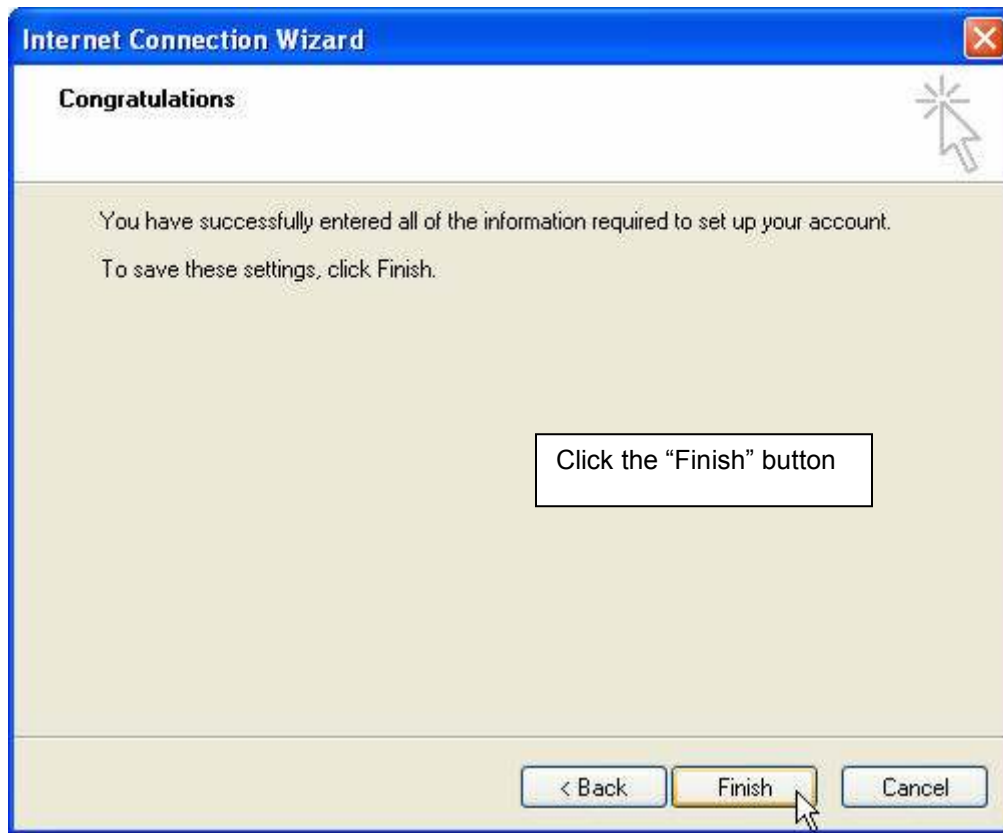 Internet Connection Wizard
Congratulations
You have successfully entered all of the information required to set up your account.
To save these settings, click Finish.
Click the “Finish” button
< Back
Finish
Cancel